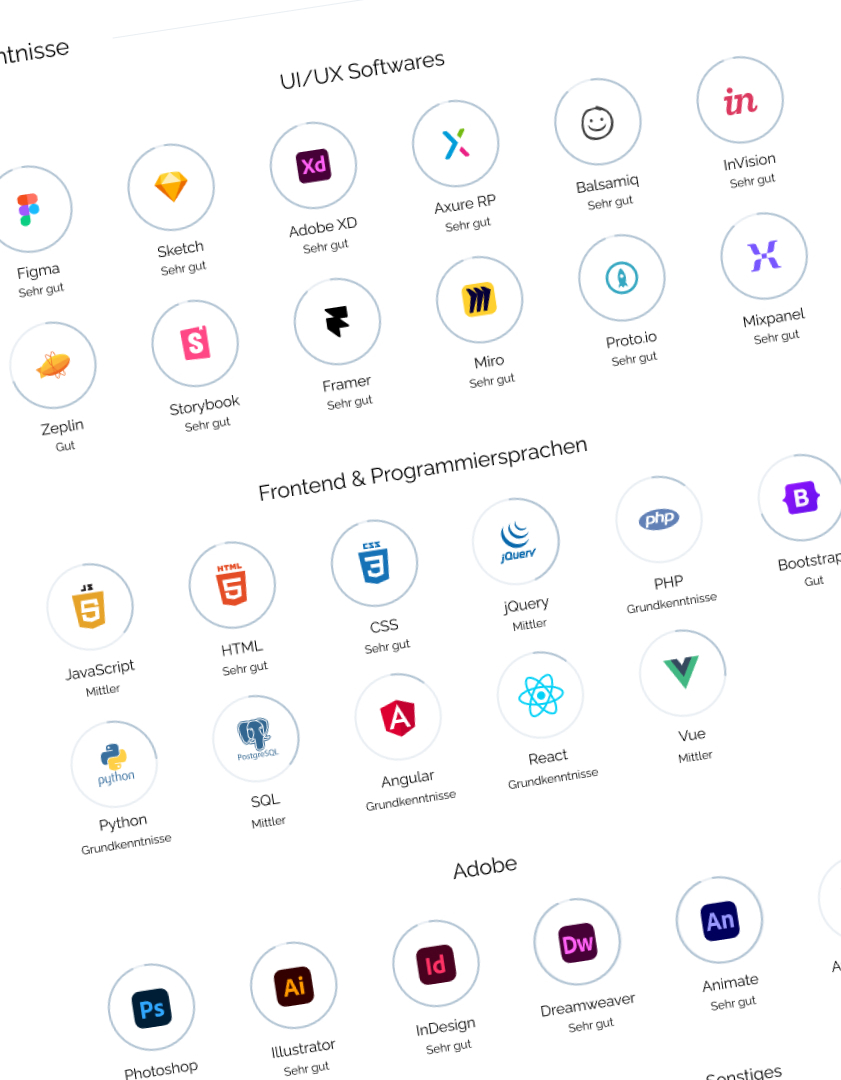 ntnisse
UI/UX Softwares
Xd
in
Figma
Sehr gut
Sketch
Sehr gut
Adobe XD
Sehr gut
Axure RP
Sehr gut
Balsamiq
Sehr gut
InVision
Sehr gut
S
Zeplin
Gut
Storybook
Sehr gut
Framer
Sehr gut
Miro
Sehr gut
Proto.io
Sehr gut
Mixpanel
Sehr gut
Frontend & Programmiersprachen
JS
5
HTML
5
CSS
3
jQuery
php
B
JavaScript
Mittler
HTML
Sehr gut
CSS
Sehr gut
jQuery
Mittler
PHP
Grundkenntnisse
Bootstrap
Gut
python
PostgreSQL
A
Python
Grundkenntnisse
SQL
Mittler
Angular
Grundkenntnisse
React
Grundkenntnisse
Vue
Mittler
Adobe
Ps
Ai
Id
Dw
An
Photoshop
Illustrator
Sehr gut
InDesign
Sehr gut
Dreamweaver
Sehr gut
Animate
Sehr gut
A
Sonstiges